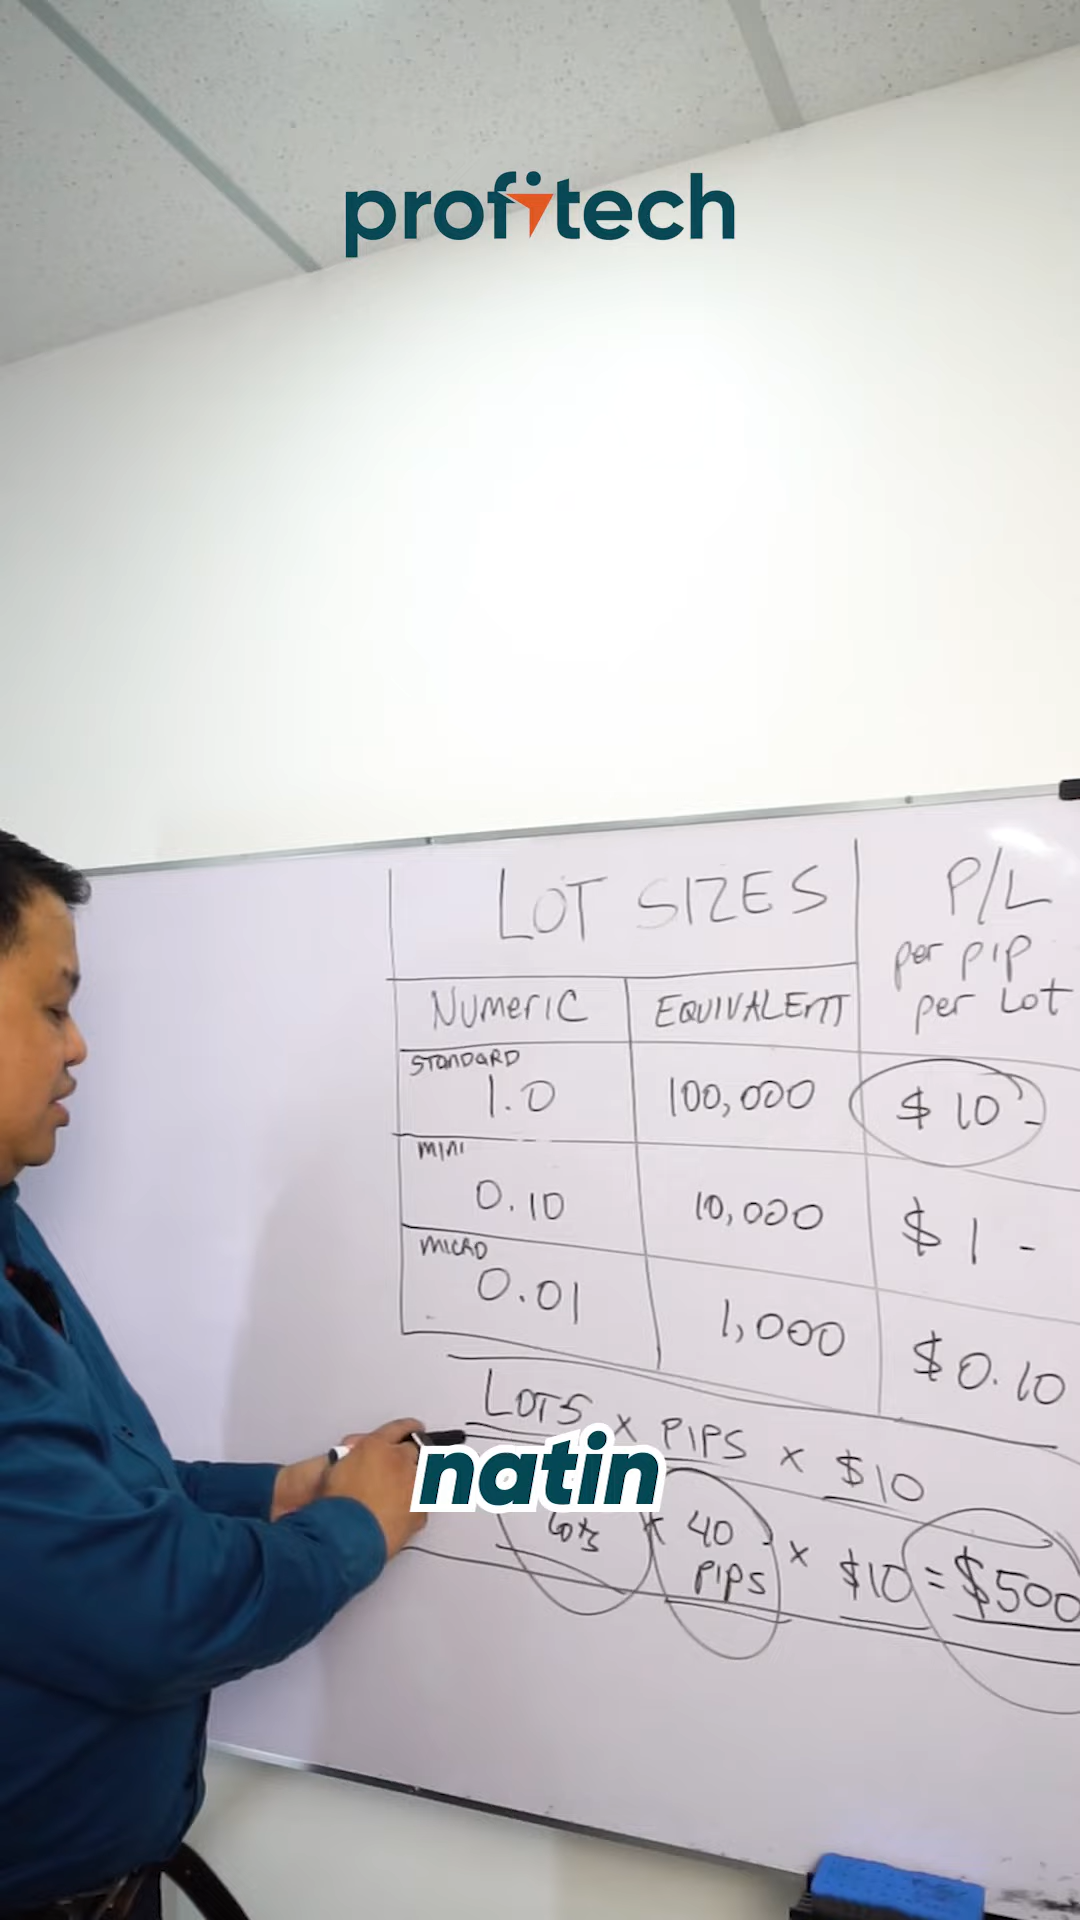 profitech
LOT SIZES
P/L
per pip
per Lot
NUMERIC
EQUIVALENT
STANDARD
1.0
100,000
$10-
MINI
0.10
10,000
$1-
MICRO
0.01
1,000
$0.10
LOTS x PIPS x $10
natin
lots x 40 PIPS x $10 = $500